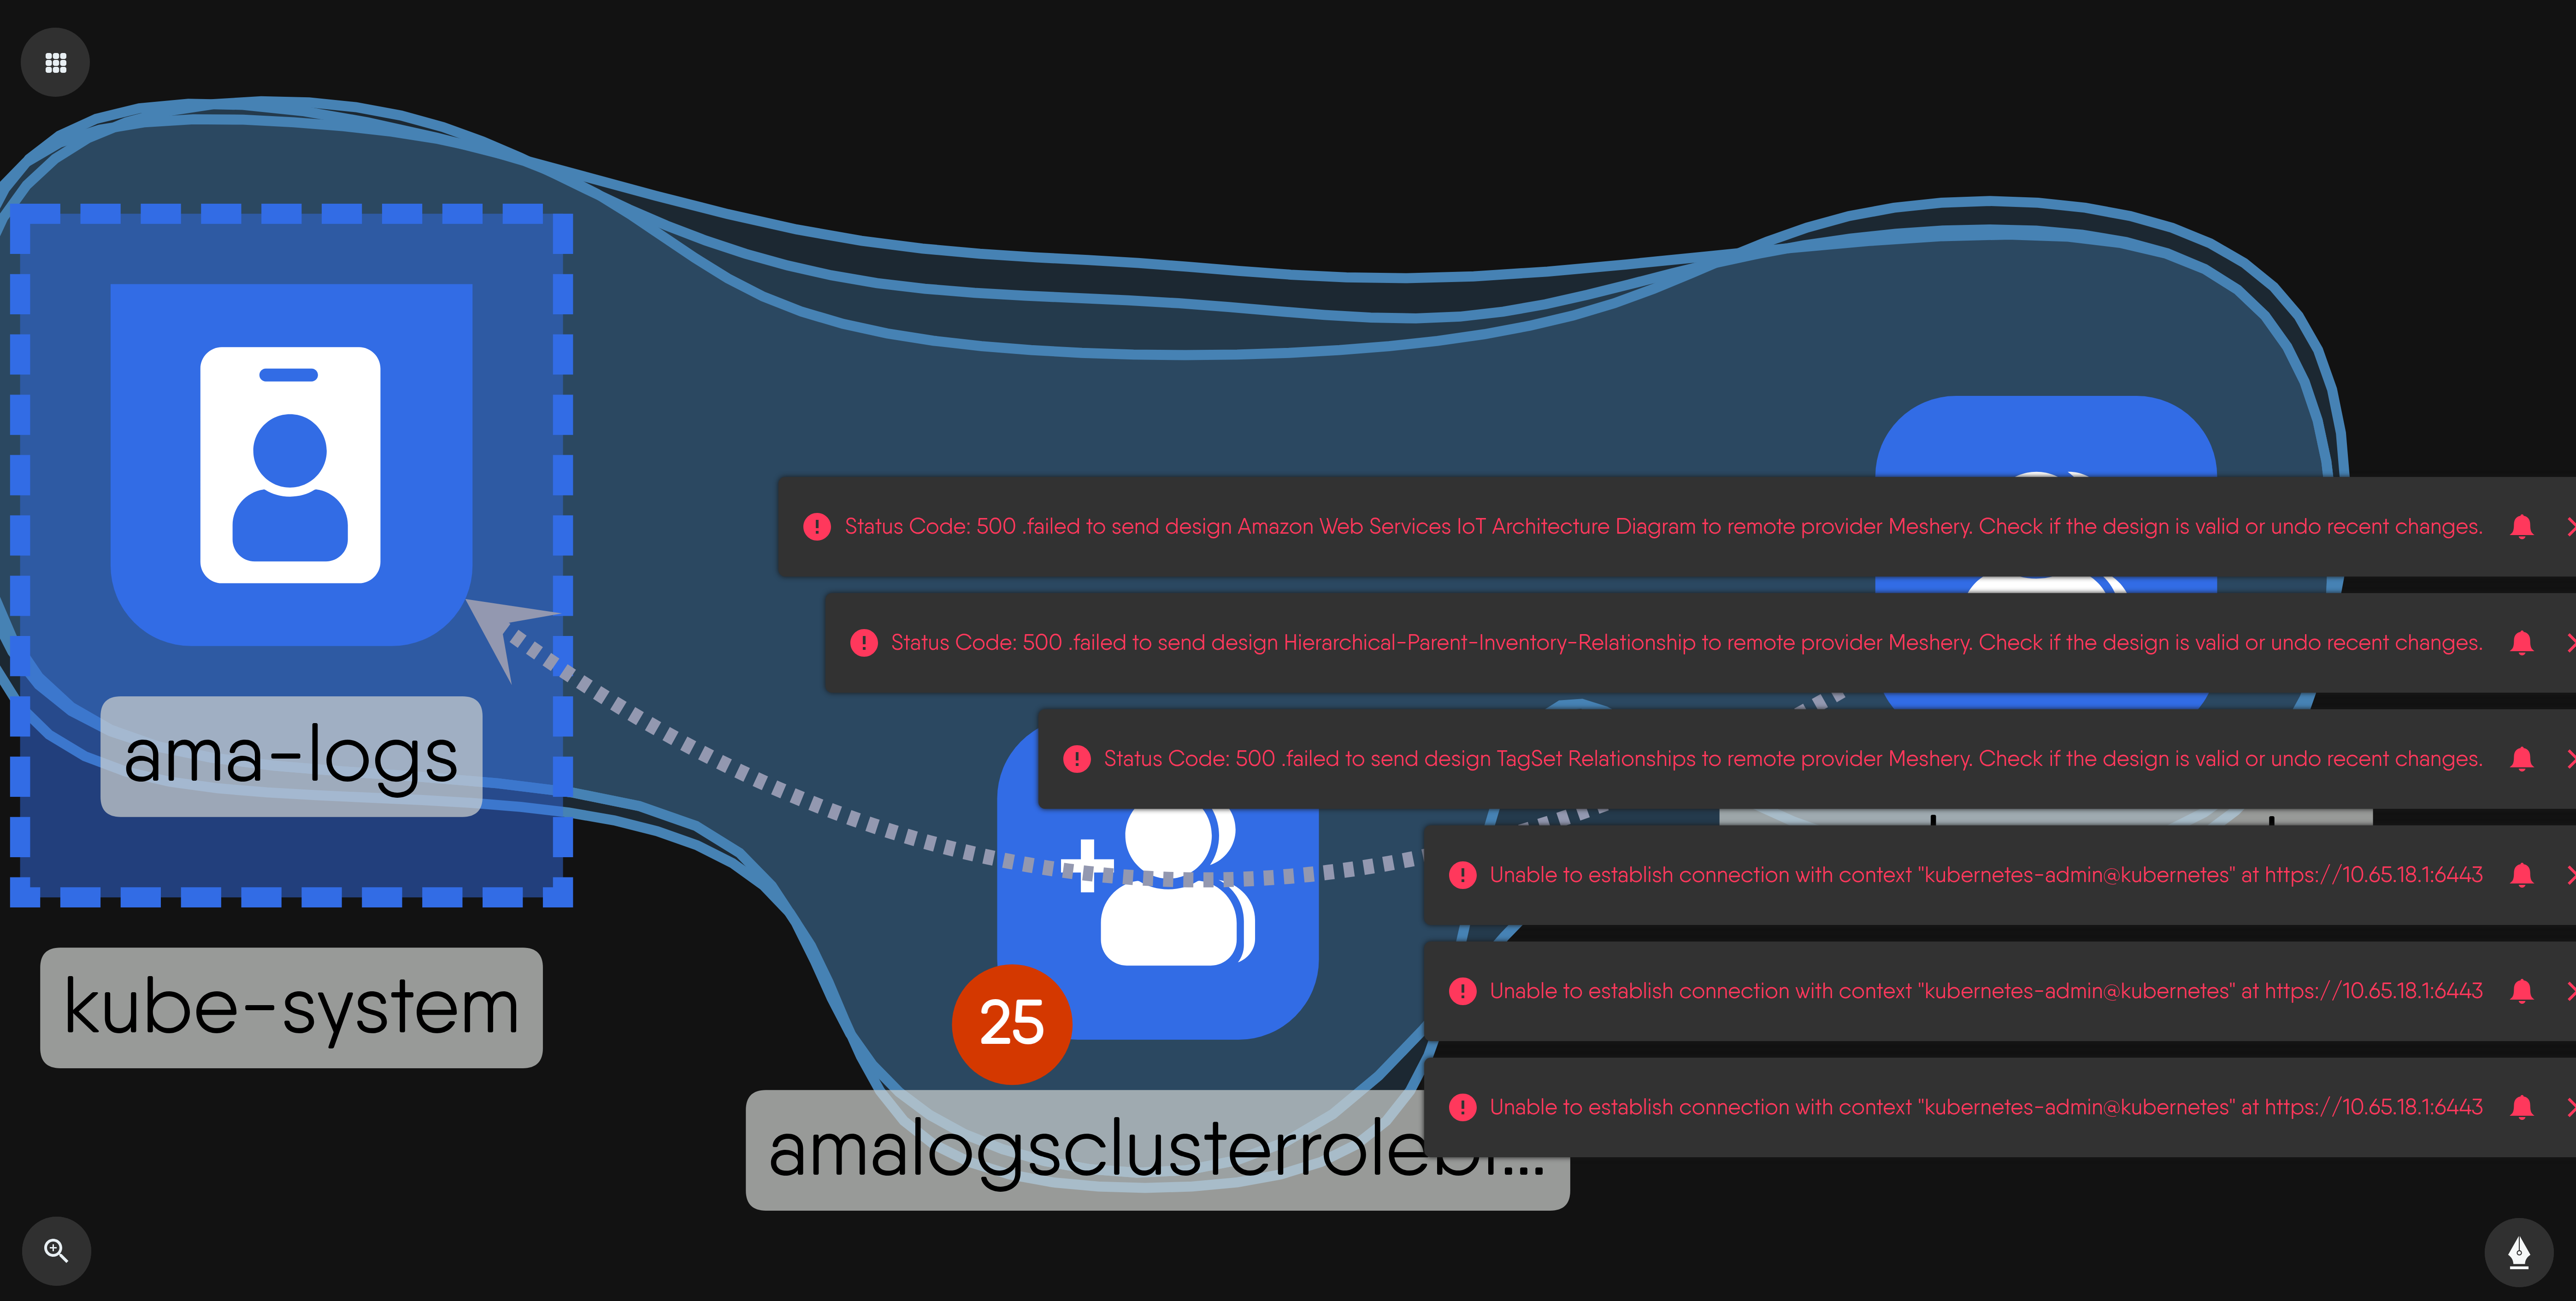 Status Code: 500 .failed to send design Amazon Web Services IoT Architecture Diagram to remote provider Meshery. Check if the design is valid or undo recent changes.
Status Code: 500 .failed to send design Hierarchical-Parent-Inventory-Relationship to remote provider Meshery. Check if the design is valid or undo recent changes.
Status Code: 500 .failed to send design TagSet Relationships to remote provider Meshery. Check if the design is valid or undo recent changes.
ama-logs
Unable to establish connection with context "kubernetes-admin@kubernetes" at https://10.65.18.1:6443
Unable to establish connection with context "kubernetes-admin@kubernetes" at https://10.65.18.1:6443
kube-system
25
Unable to establish connection with context "kubernetes-admin@kubernetes" at https://10.65.18.1:6443
amalogsclusterrolebi...